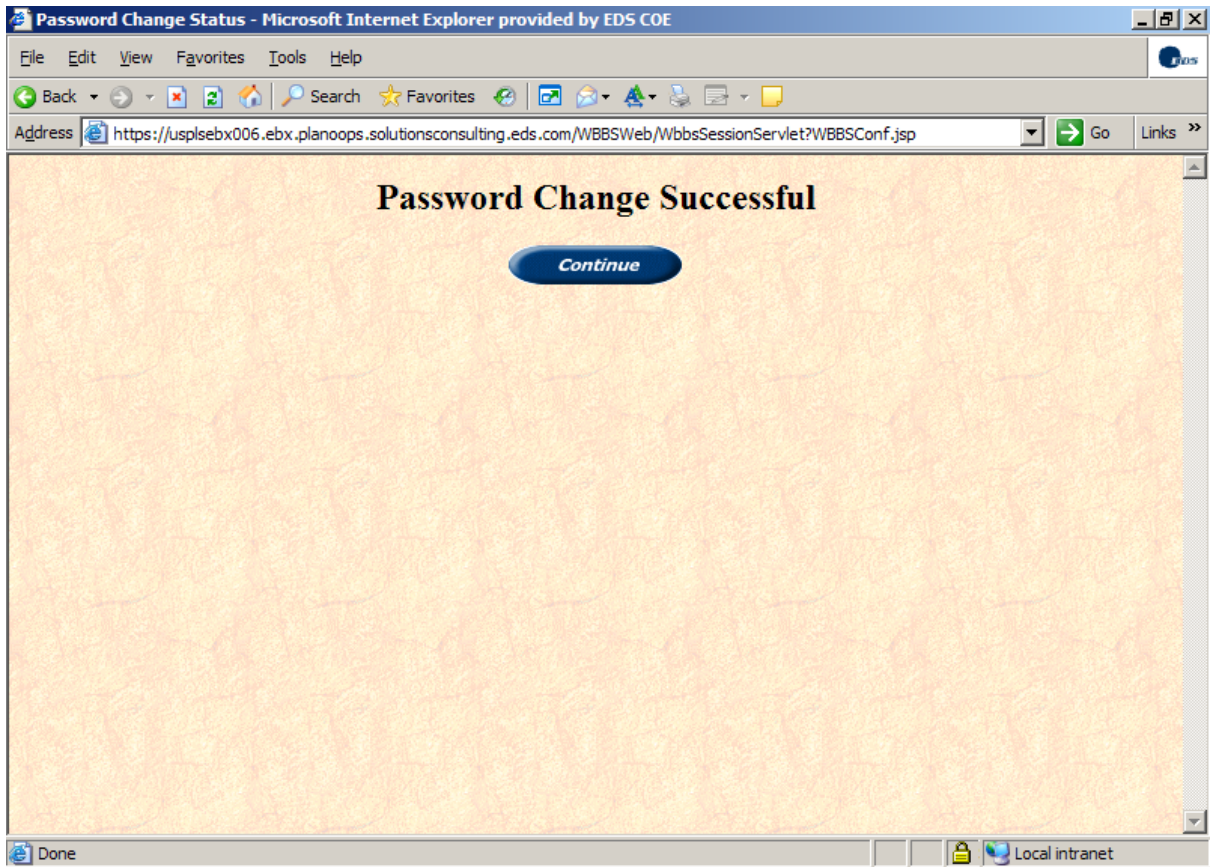 Password Change Status - Microsoft Internet Explorer provided by EDS COE
File Edit View Favorites Tools Help
Back Search Favorites
Address https://usplsebx006.ebx.planoops.solutionsconsulting.eds.com/WBBSWeb/WbbsSessionServlet?WBBSConf.jsp Go Links »
Password Change Successful
Continue
Done Local intranet